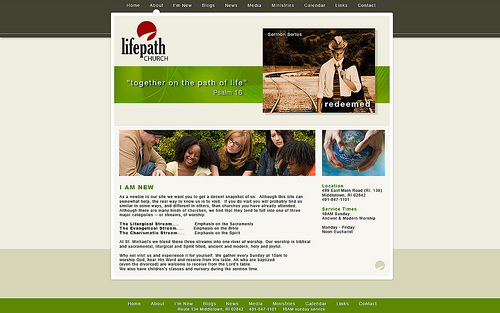 Home About I'm New Blogs News Media Ministries Calendar Links Contact
lifepath
CHURCH
"together on the path of life"
Psalm 16
Sermon Series
redeemed
I AM NEW
As a newbie to our site we want you to get a decent snapshot of us. Although this site can
somewhat help, the real way to know us is to visit. If you do visit you will probably find us
similar in some ways, and different in others, than churches you have already attended.
Although there are many kinds of churches, we find that they tend to fall into one of three
major categories -- or streams, of worship:
The Liturgical Stream..... Emphasis on the Sacraments
The Evangelical Stream..... Emphasis on the Bible
The Charismatic Stream..... Emphasis on the Spirit
At St. Michael's we blend these three streams into one river of worship. Our worship is biblical
and sacramental, liturgical and Spirit filled, ancient and modern, holy and joyful.
Why not visit us and experience it for yourself. We gather every Sunday at 10am to
worship God, hear His Word and receive from His table. All who are baptized
(even the divorced) are welcome to receive from the Lord's table.
We also have children's classes and nursery during the sermon time.
Location
499 East Main Road (Rt. 138)
Middletown, RI 02842
401-847-1101
Service Times
10AM Sunday:
Ancient & Modern Worship
Monday - Friday:
Noon Eucharist
Home About I'm New Blogs News Media Ministries Calendar Links Contact
Route 138 Middletown, RI 02842 401-847-1101 10AM sunday service